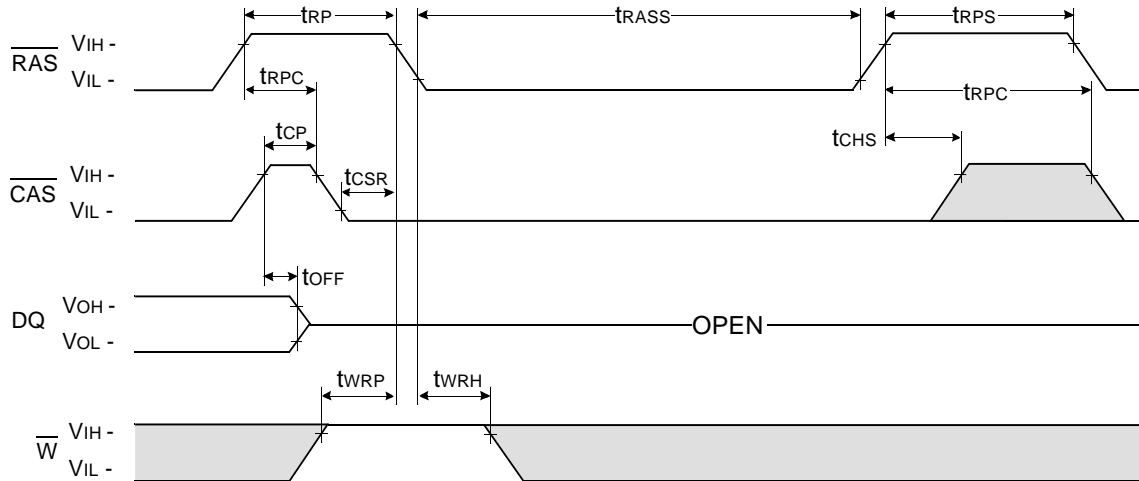 tRP
tRASS
tRPS
RAS
VIH -
VIL -
tRPC
tRPC
tCP
tCHS
CAS
VIH -
VIL -
tCSR
tOFF
DQ
VOH -
VOL -
OPEN
tWRP
tWRH
W
VIH -
VIL -